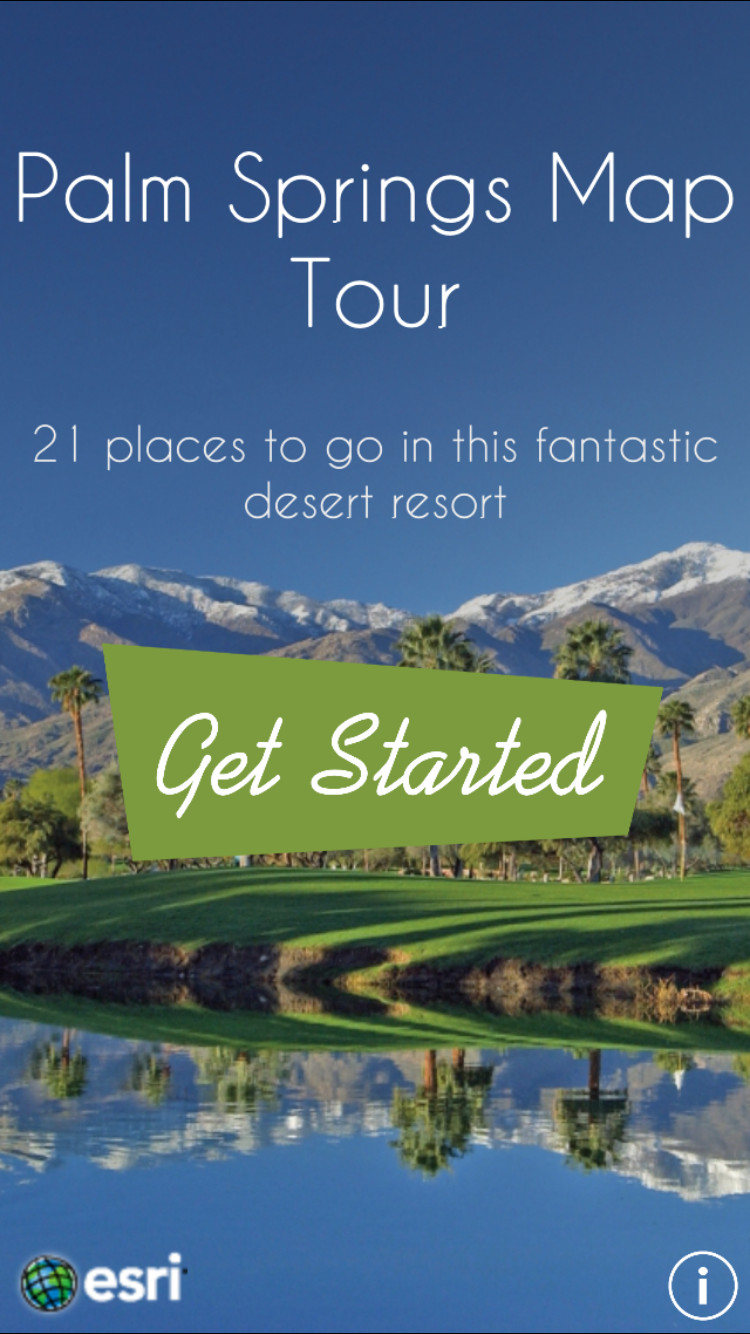 Palm Springs Map
Tour
21 places to go in this fantastic
desert resort
Get Started
esri
i